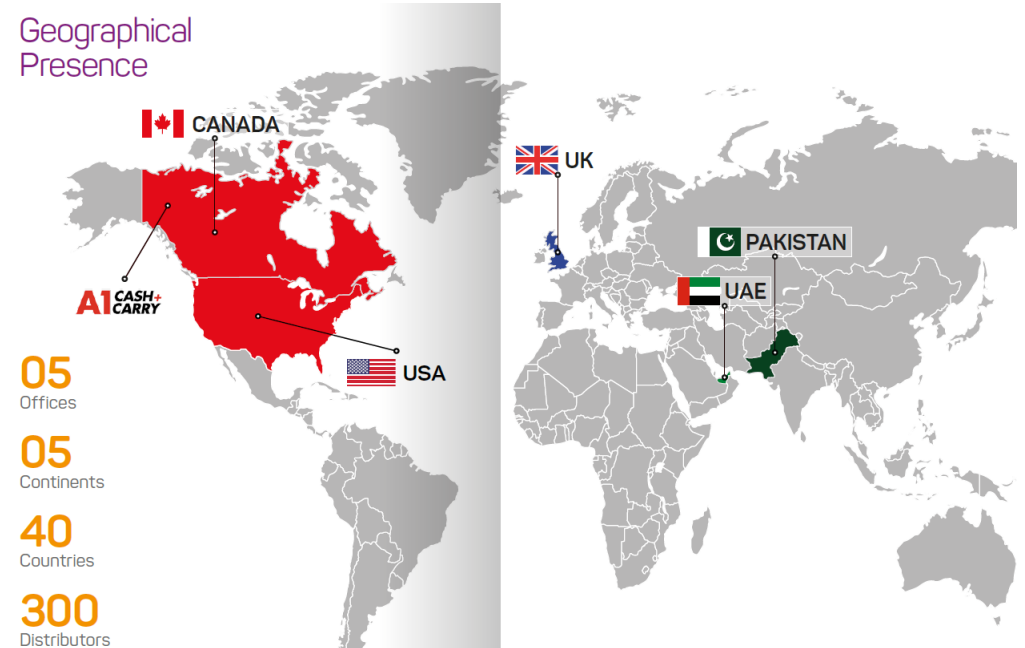 Geographical
Presence
CANADA
UK
PAKISTAN
UAE
A1 CASH+
CARRY
USA
05
Offices
05
Continents
40
Countries
300
Distributors